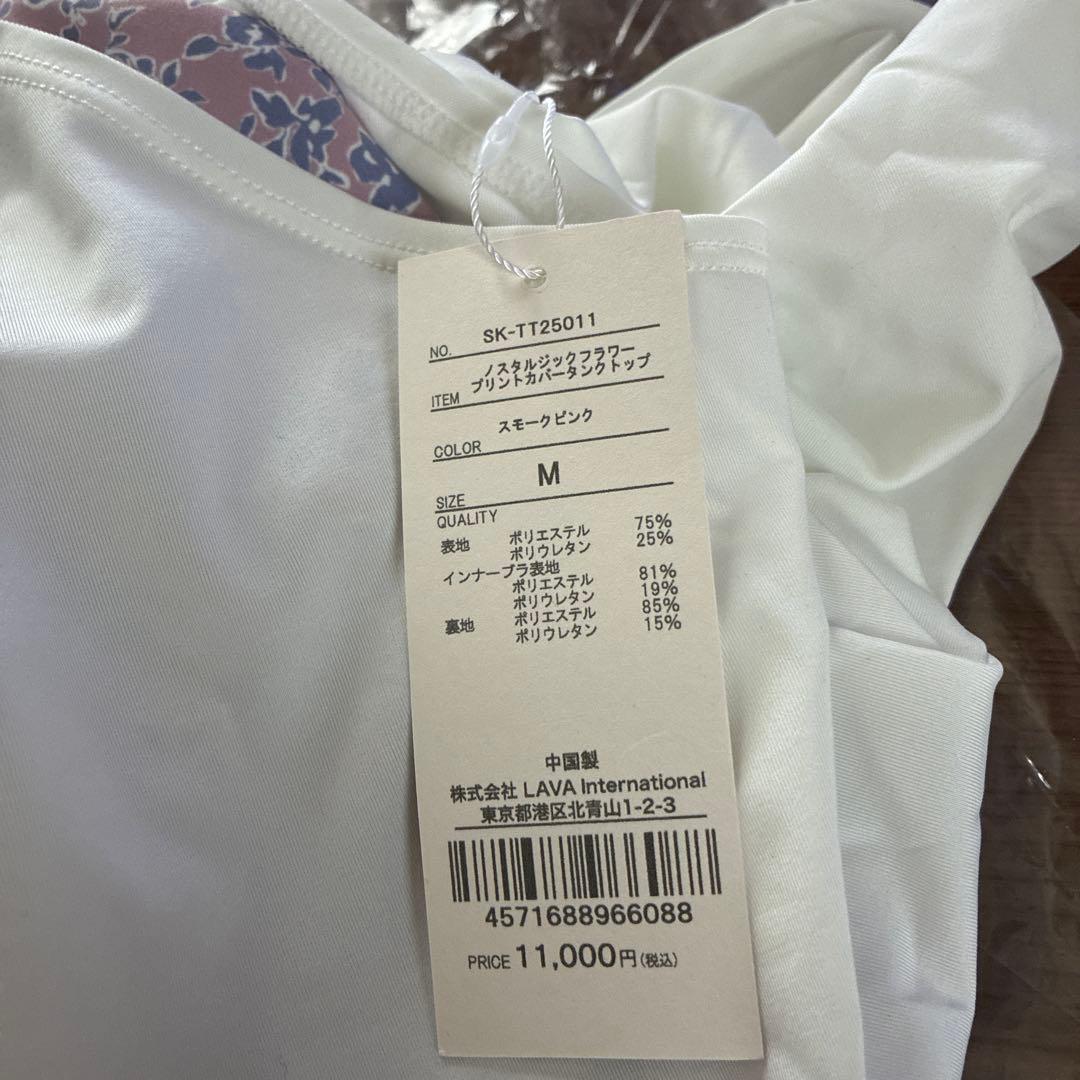 NO. SK-TT25011
ノスタルジックフラワー
ITEM プリントカバータンクトップ
COLOR スモークピンク
SIZE M
QUALITY
表地 ポリエステル 75%
ポリウレタン 25%
インナーブラ表地
ポリエステル 81%
ポリウレタン 19%
裏地 ポリエステル 85%
ポリウレタン 15%
中国製
株式会社 LAVA International
東京都港区北青山1-2-3
4571688966088
PRICE 11,000円(税込)